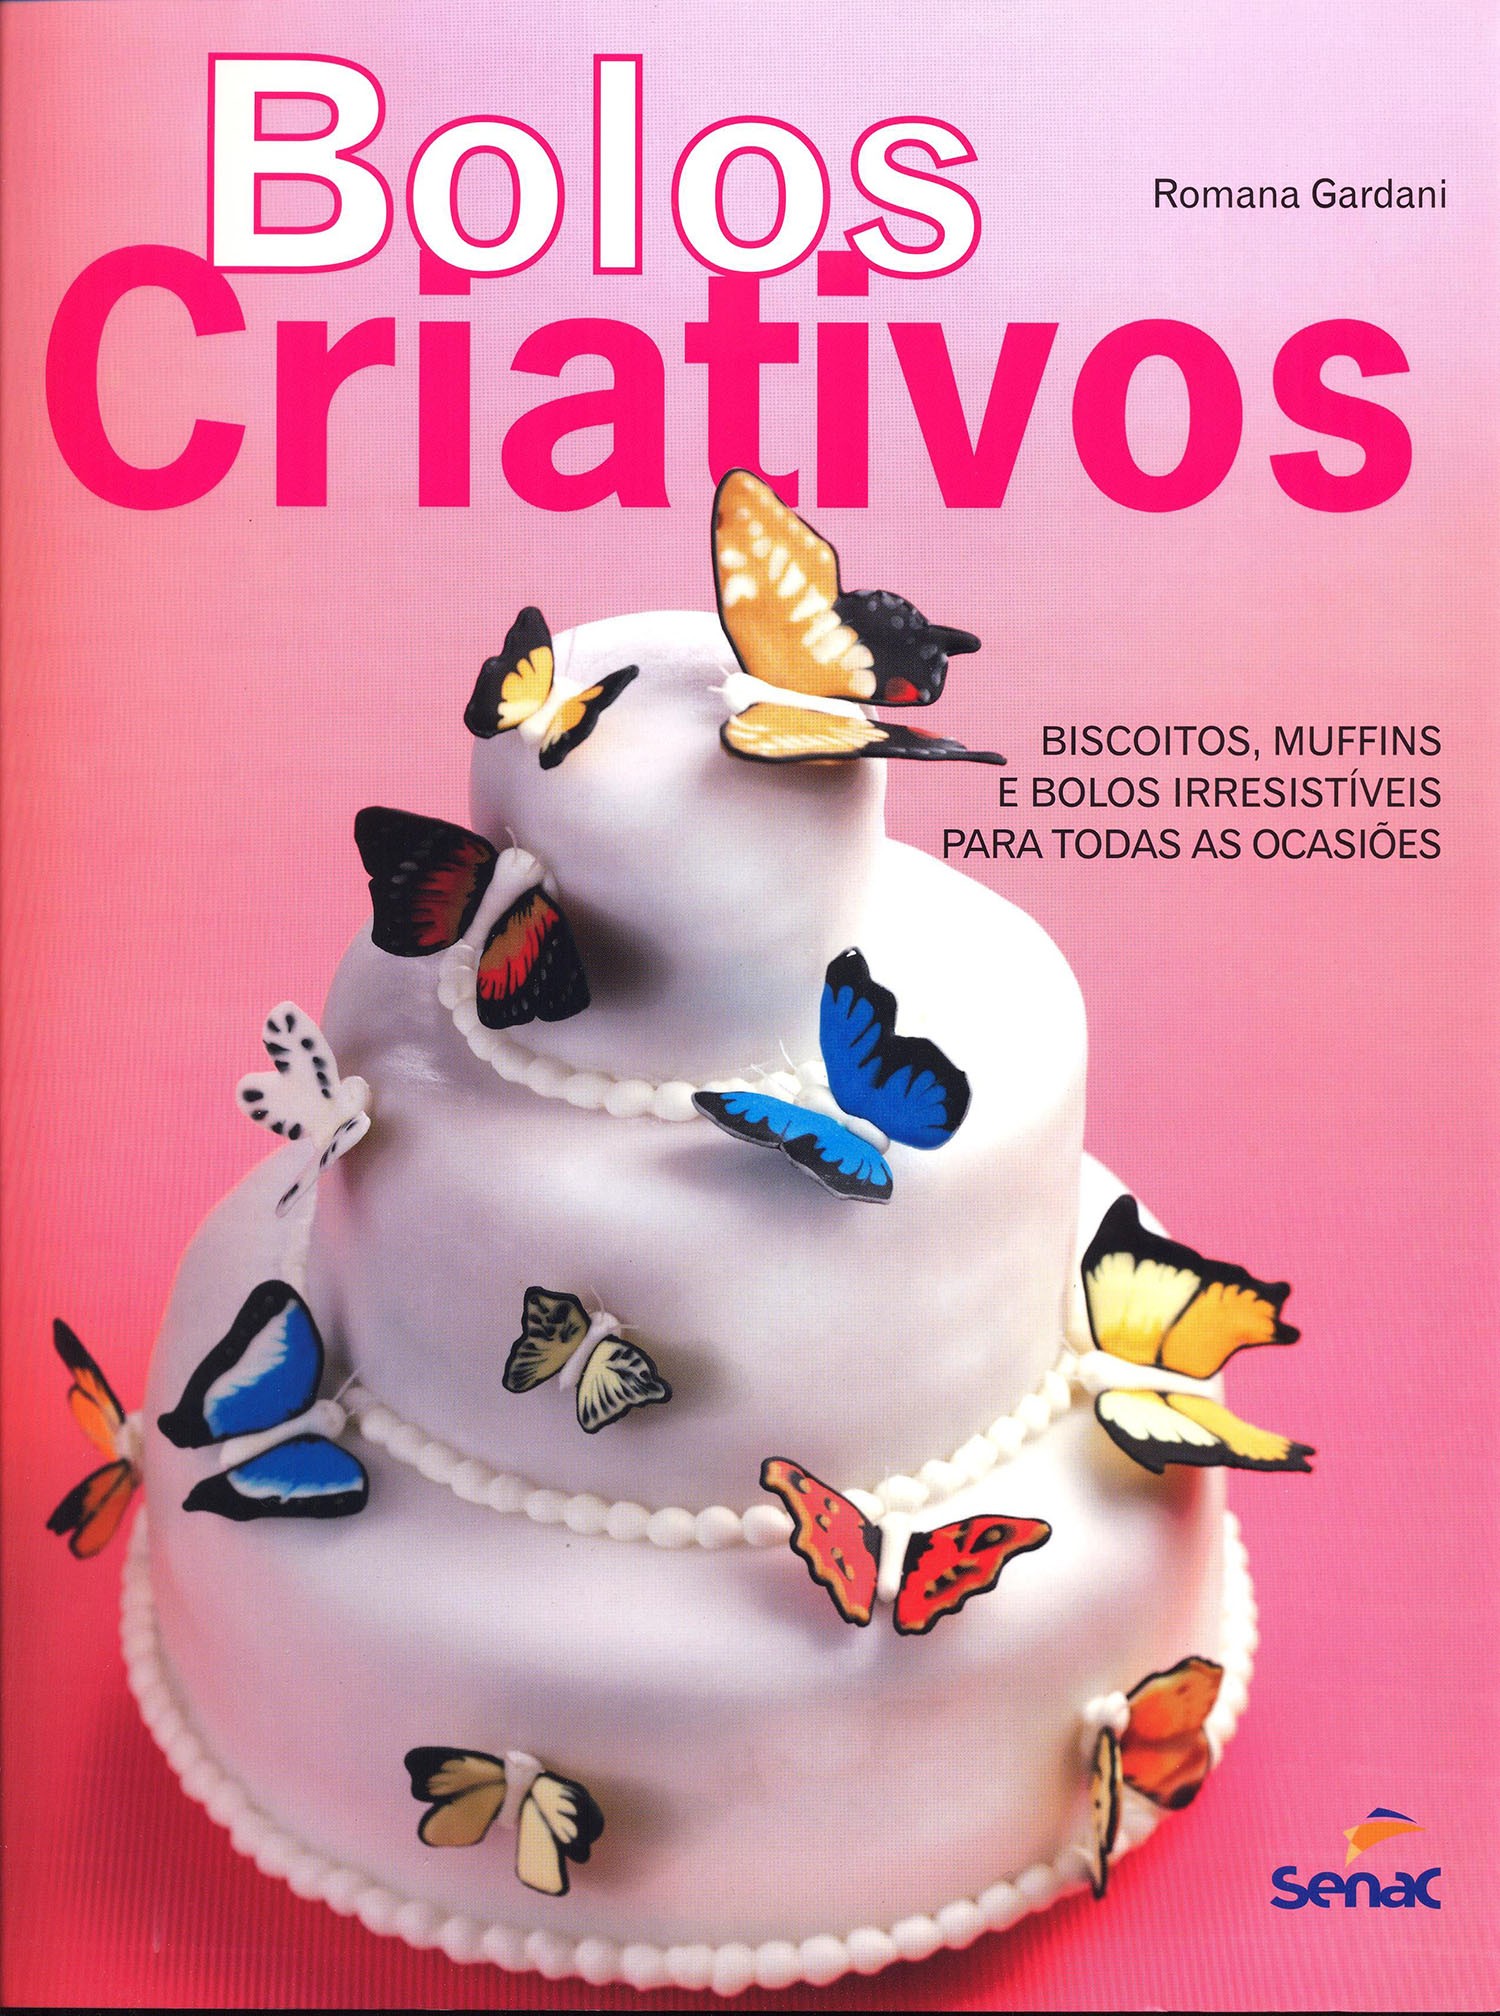 Bolos
Criativos
Romana Gardani
BISCOITOS, MUFFINS
E BOLOS IRRESISTÍVEIS
PARA TODAS AS OCASIÕES
Senac